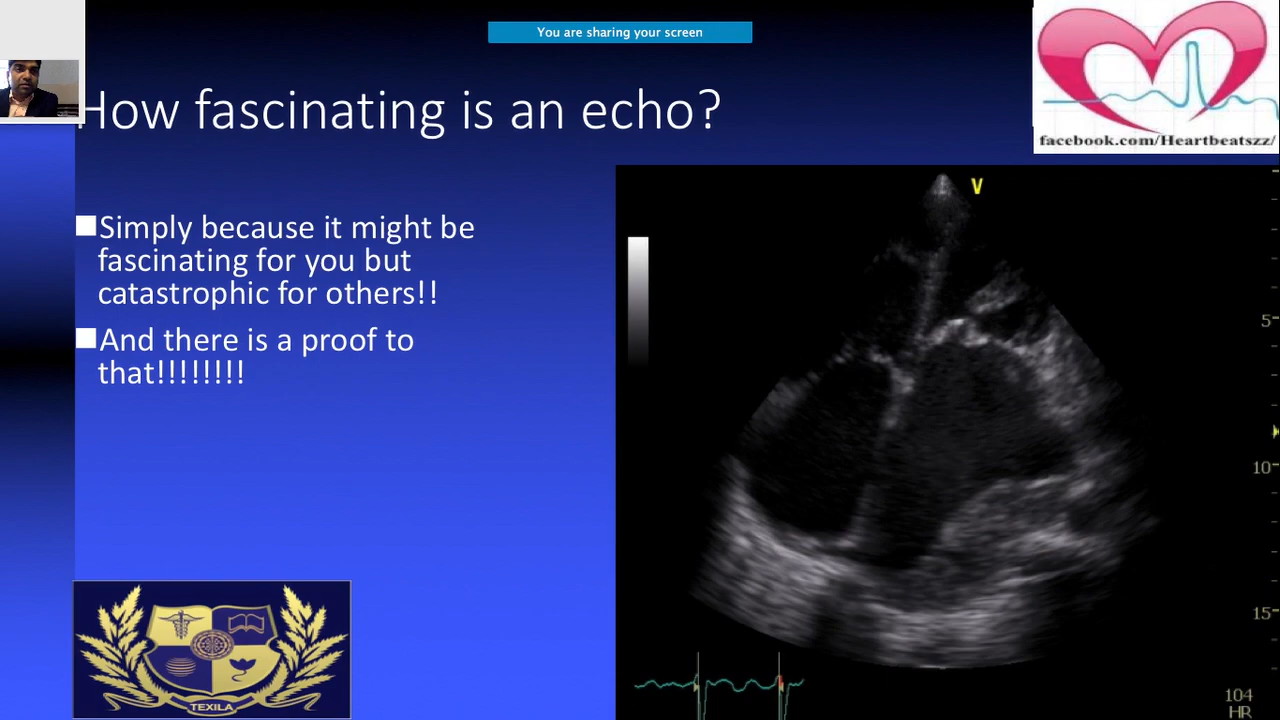 You are sharing your screen
How fascinating is an echo?
facebook.com/Heartbeatszz/
Simply because it might be
fascinating for you but
catastrophic for others!!
And there is a proof to
that!!!!!!!!
V
5
10
15
104
HR
TEXILA